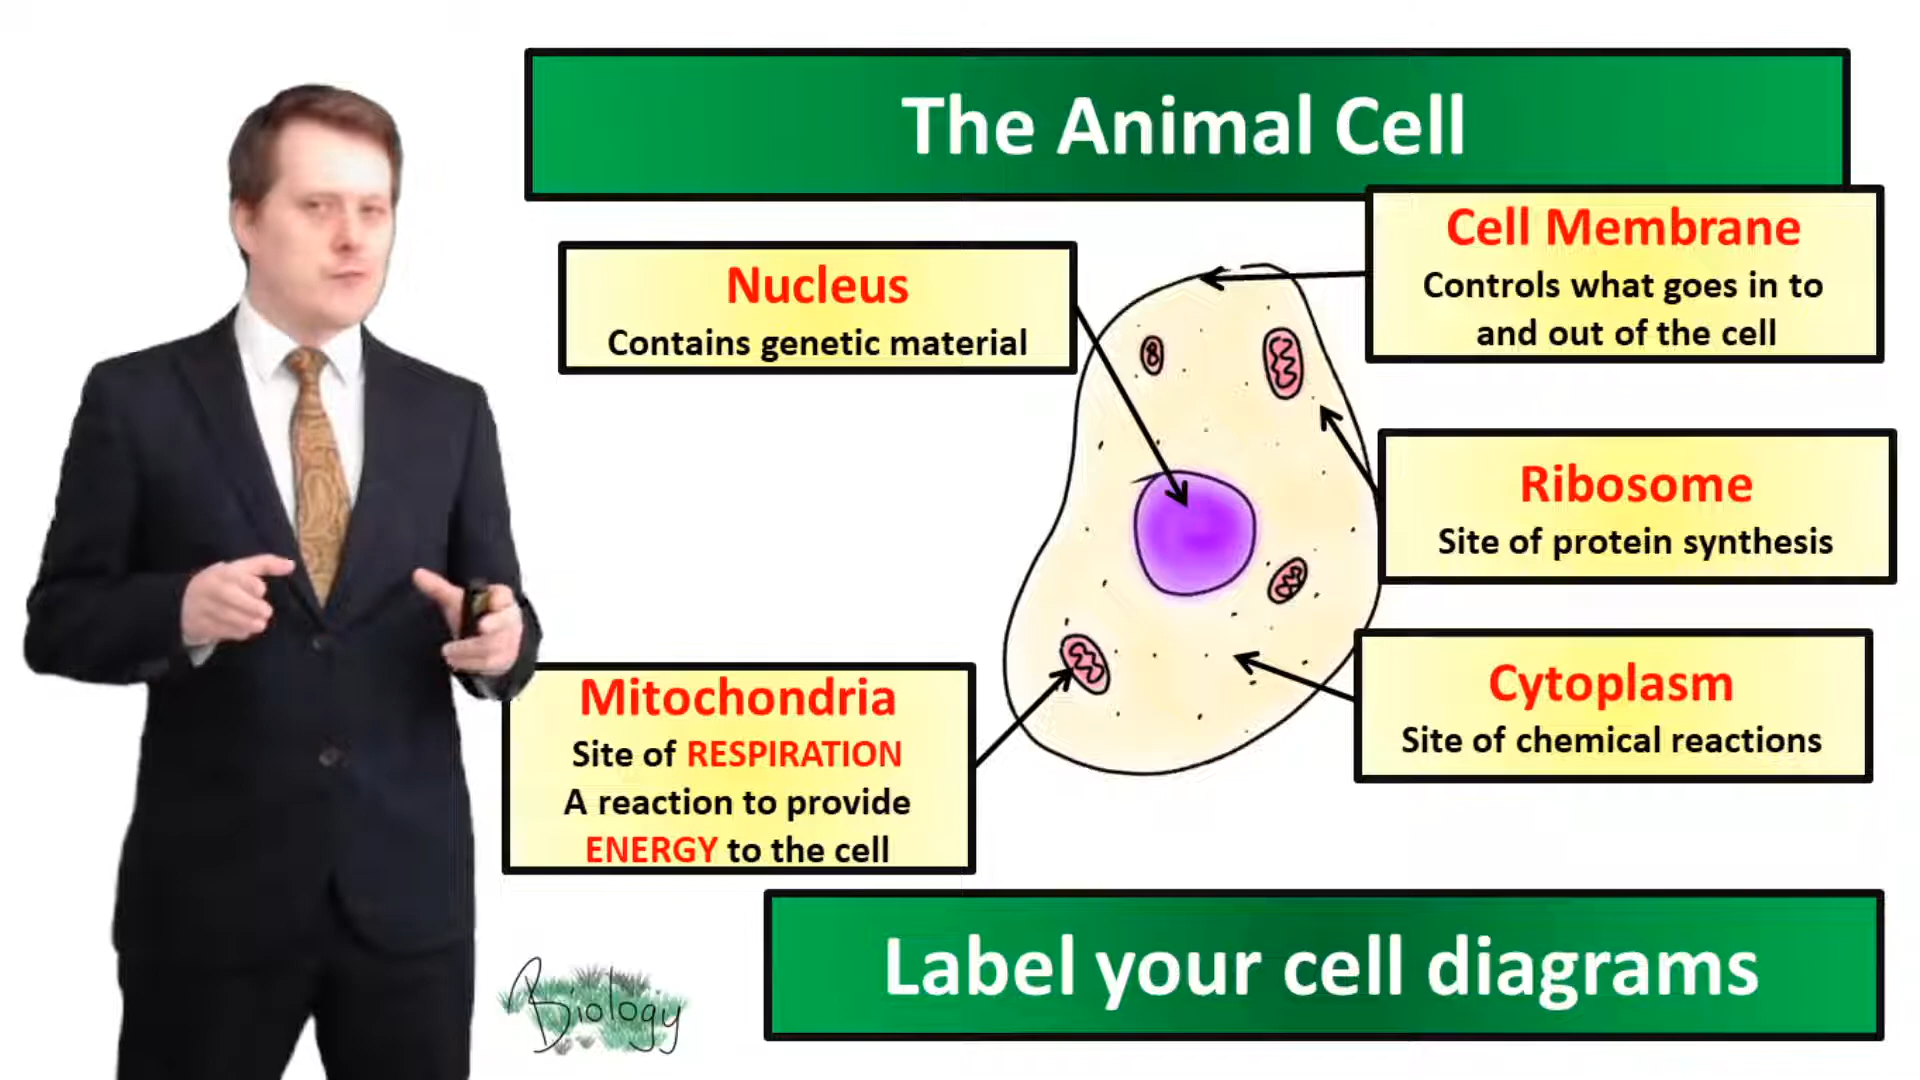 The Animal Cell
Nucleus
Contains genetic material
Cell Membrane
Controls what goes in to
and out of the cell
Ribosome
Site of protein synthesis
Cytoplasm
Site of chemical reactions
Mitochondria
Site of RESPIRATION
A reaction to provide
ENERGY to the cell
Label your cell diagrams
Biology